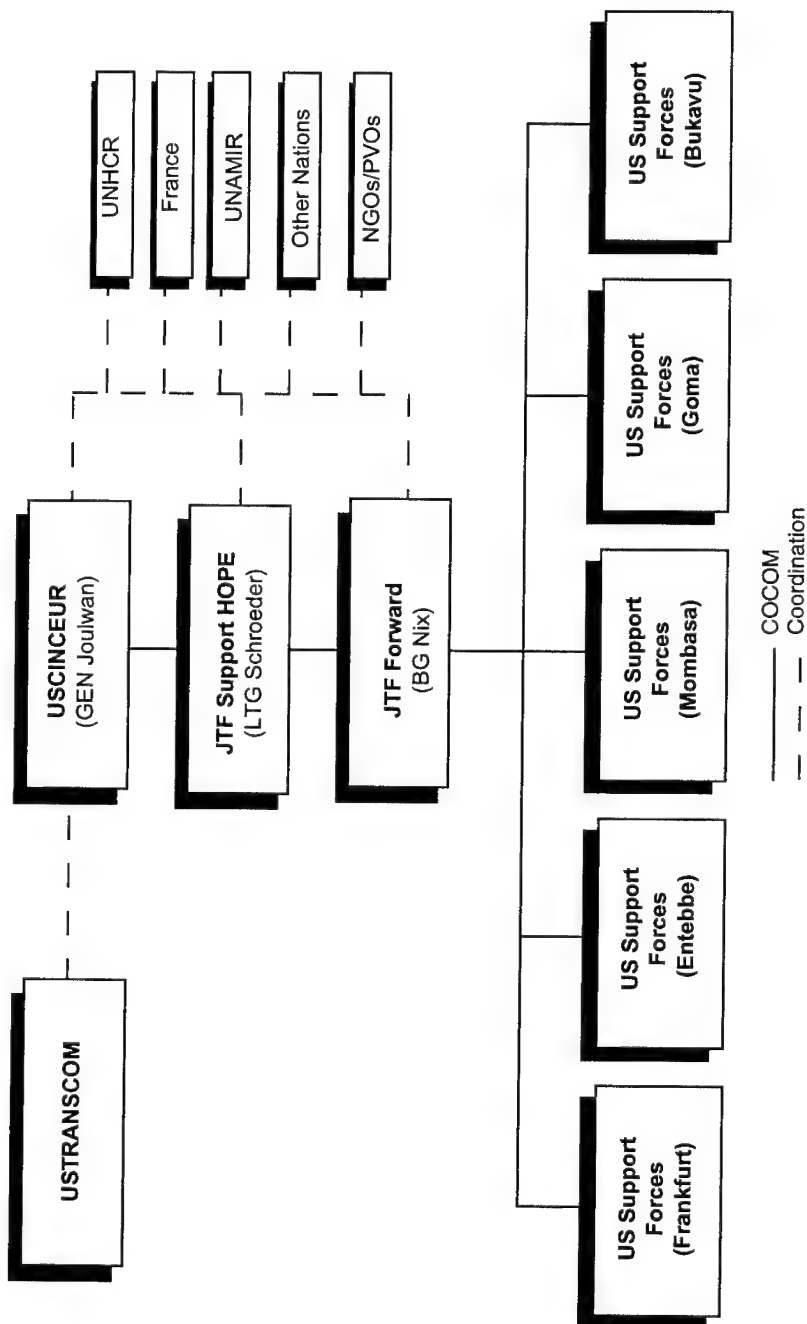 USTRANSCOM
USCINCEUR
(GEN Joulwan)
JTF Support HOPE
(LTG Schroeder)
JTF Forward
(BG Nix)
UNHCR
France
UNAMIR
Other Nations
NGOs/PVOs
US Support
Forces
(Frankfurt)
US Support
Forces
(Entebbe)
US Support
Forces
(Mombasa)
US Support
Forces
(Goma)
US Support
Forces
(Bukavu)
COCOM
Coordination